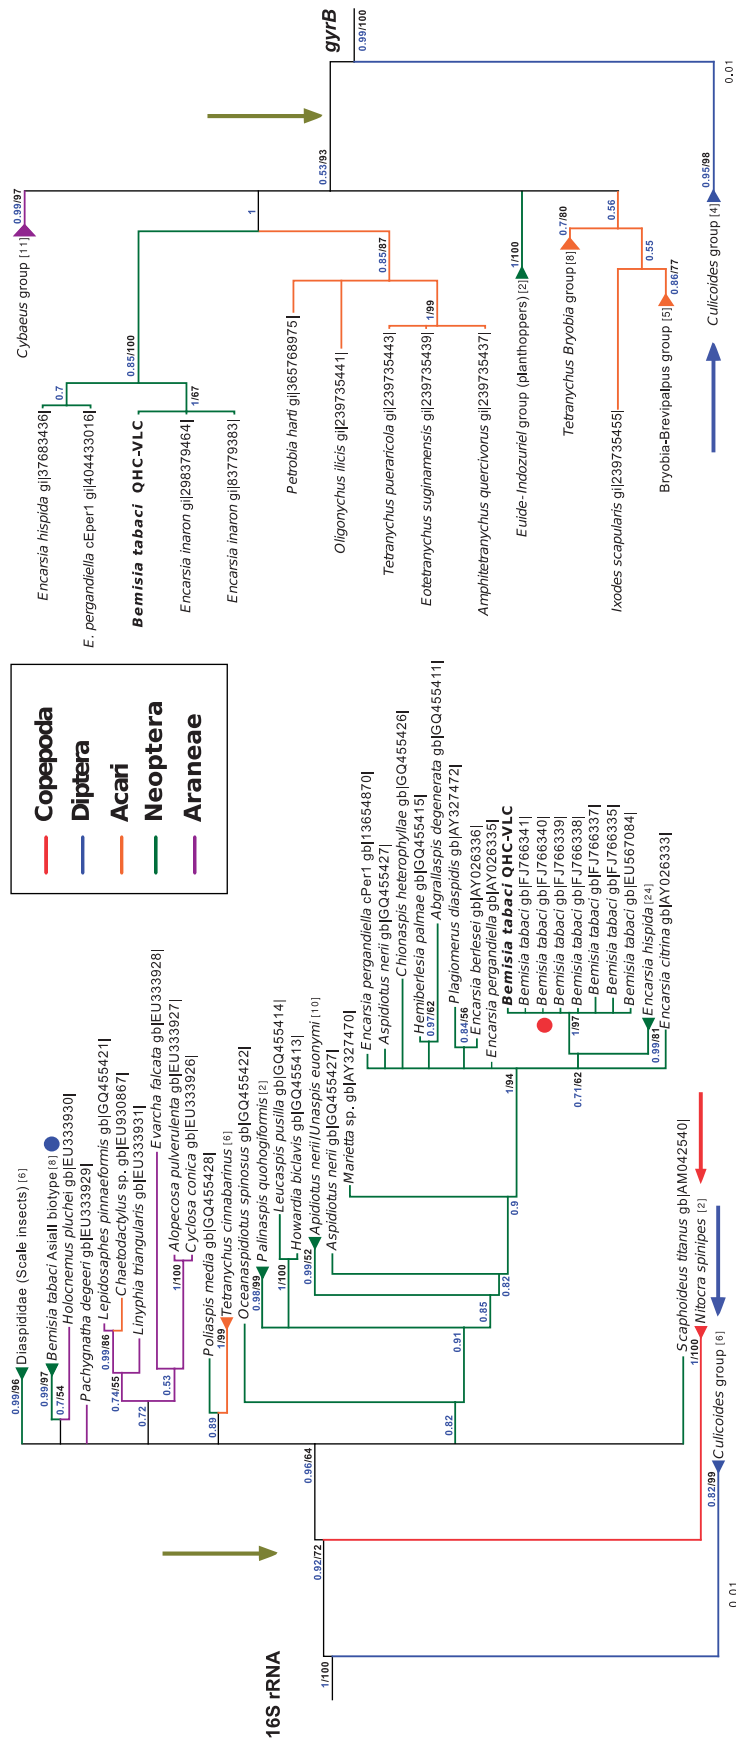 16S rRNA
1/100
0.92/72
0.96/64
0.99/96
Diaspididae (Scale insects) [6]
0.99/97
Bemisia tabaci AsiaII biotype [8]
0.7/54
Holocnemus pluchei gb|EU333930|
Pachygnatha degeeri gb|EU333929|
Lepidosaphes pinnaeformis gb|GQ455421|
0.99/86
Chaetodactylus sp. gb|EU930867|
0.74/55
Linyphia triangularis gb|EU333931|
0.72
Evarcha falcata gb|EU333928|
0.53
Alopecosa pulverulenta gb|EU333927|
1/100
Cyclosa conica gb|EU333926|
Poliaspis media gb|GQ455428|
0.89
1/99
Tetranychus cinnabarinus [6]
Oceanaspidiotus spinosus gb|GQ455422
0.98/99
Palinaspis quohogiformis [2]
Leucaspis pusilla gb|GQ455414|
1/100
Howardia biclavis gb|GQ455413|
0.99/52
Apidiotus nerii/Unaspis euonymi [10]
Aspidiotus nerii gb|GQ455427|
Marietta sp. gb|AY327470|
0.82
0.91
0.85
0.82
0.9
1/94
Encarsia pergandiella cPer1 gb|13654870|
Aspidiotus nerii gb|GQ455427|
Chionaspis heterophyllae gb|GQ455426|
Hemiberlesia palmae gb|GQ455415|
0.97/62
Abgrallaspis degenerata gb|GQ455411|
Plagiomerus diaspidis gb|AY327472|
0.84/56
Encarsia berlesei gb|AY026336|
Encarsia pergandiella gb|AY026335|
Bemisia tabaci QHC-VLC
Bemisia tabaci gb|FJ766341|
Bemisia tabaci gb|FJ766340|
Bemisia tabaci gb|FJ766339|
Bemisia tabaci gb|FJ766338|
1/97
Bemisia tabaci gb|FJ766337|
Bemisia tabaci gb|FJ766335|
Bemisia tabaci gb|EU567084|
0.71/62
Encarsia hispida [24]
0.99/81
Encarsia citrina gb|AY026333|
Scaphoideus titanus gb|AM042540|
1/100
Nitocra spinipes [2]
0.82/99
Culicoides group [6]
0.01
Copepoda
Diptera
Acari
Neoptera
Araneae
gyrB
0.99/100
0.53/93
0.99/97
Cybaeus group [11]
1
0.85/100
0.7
Encarsia hispida gi|37683436|
E. pergandiella cEper1 gi|404433016|
Bemisia tabaci QHC-VLC
1/67
Encarsia inaron gi|298379464|
Encarsia inaron gi|83779383|
0.85/87
Petrobia harti gi|365768975|
Oligonychus ilicis gi|239735441|
1/99
Tetranychus pueraricola gi|239735443|
Eotetranychus suginamensis gi|239735439|
Amphitetranychus quercivorus gi|239735437|
1/100
Euide-Indozuriel group (planthoppers) [2]
0.56
0.7/80
Tetranychus Bryobia group [8]
0.55
Ixodes scapularis gi|239735455|
0.86/77
Bryobia-Brevipalpus group [5]
0.95/98
Culicoides group [4]
0.01